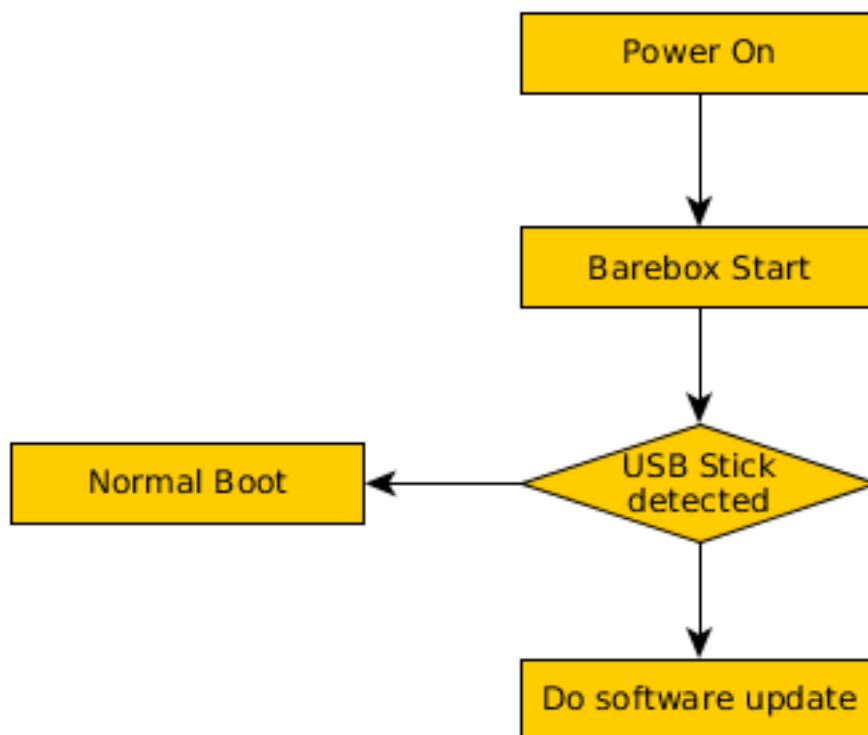 Power On
Barebox Start
USB Stick
detected
Normal Boot
Do software update